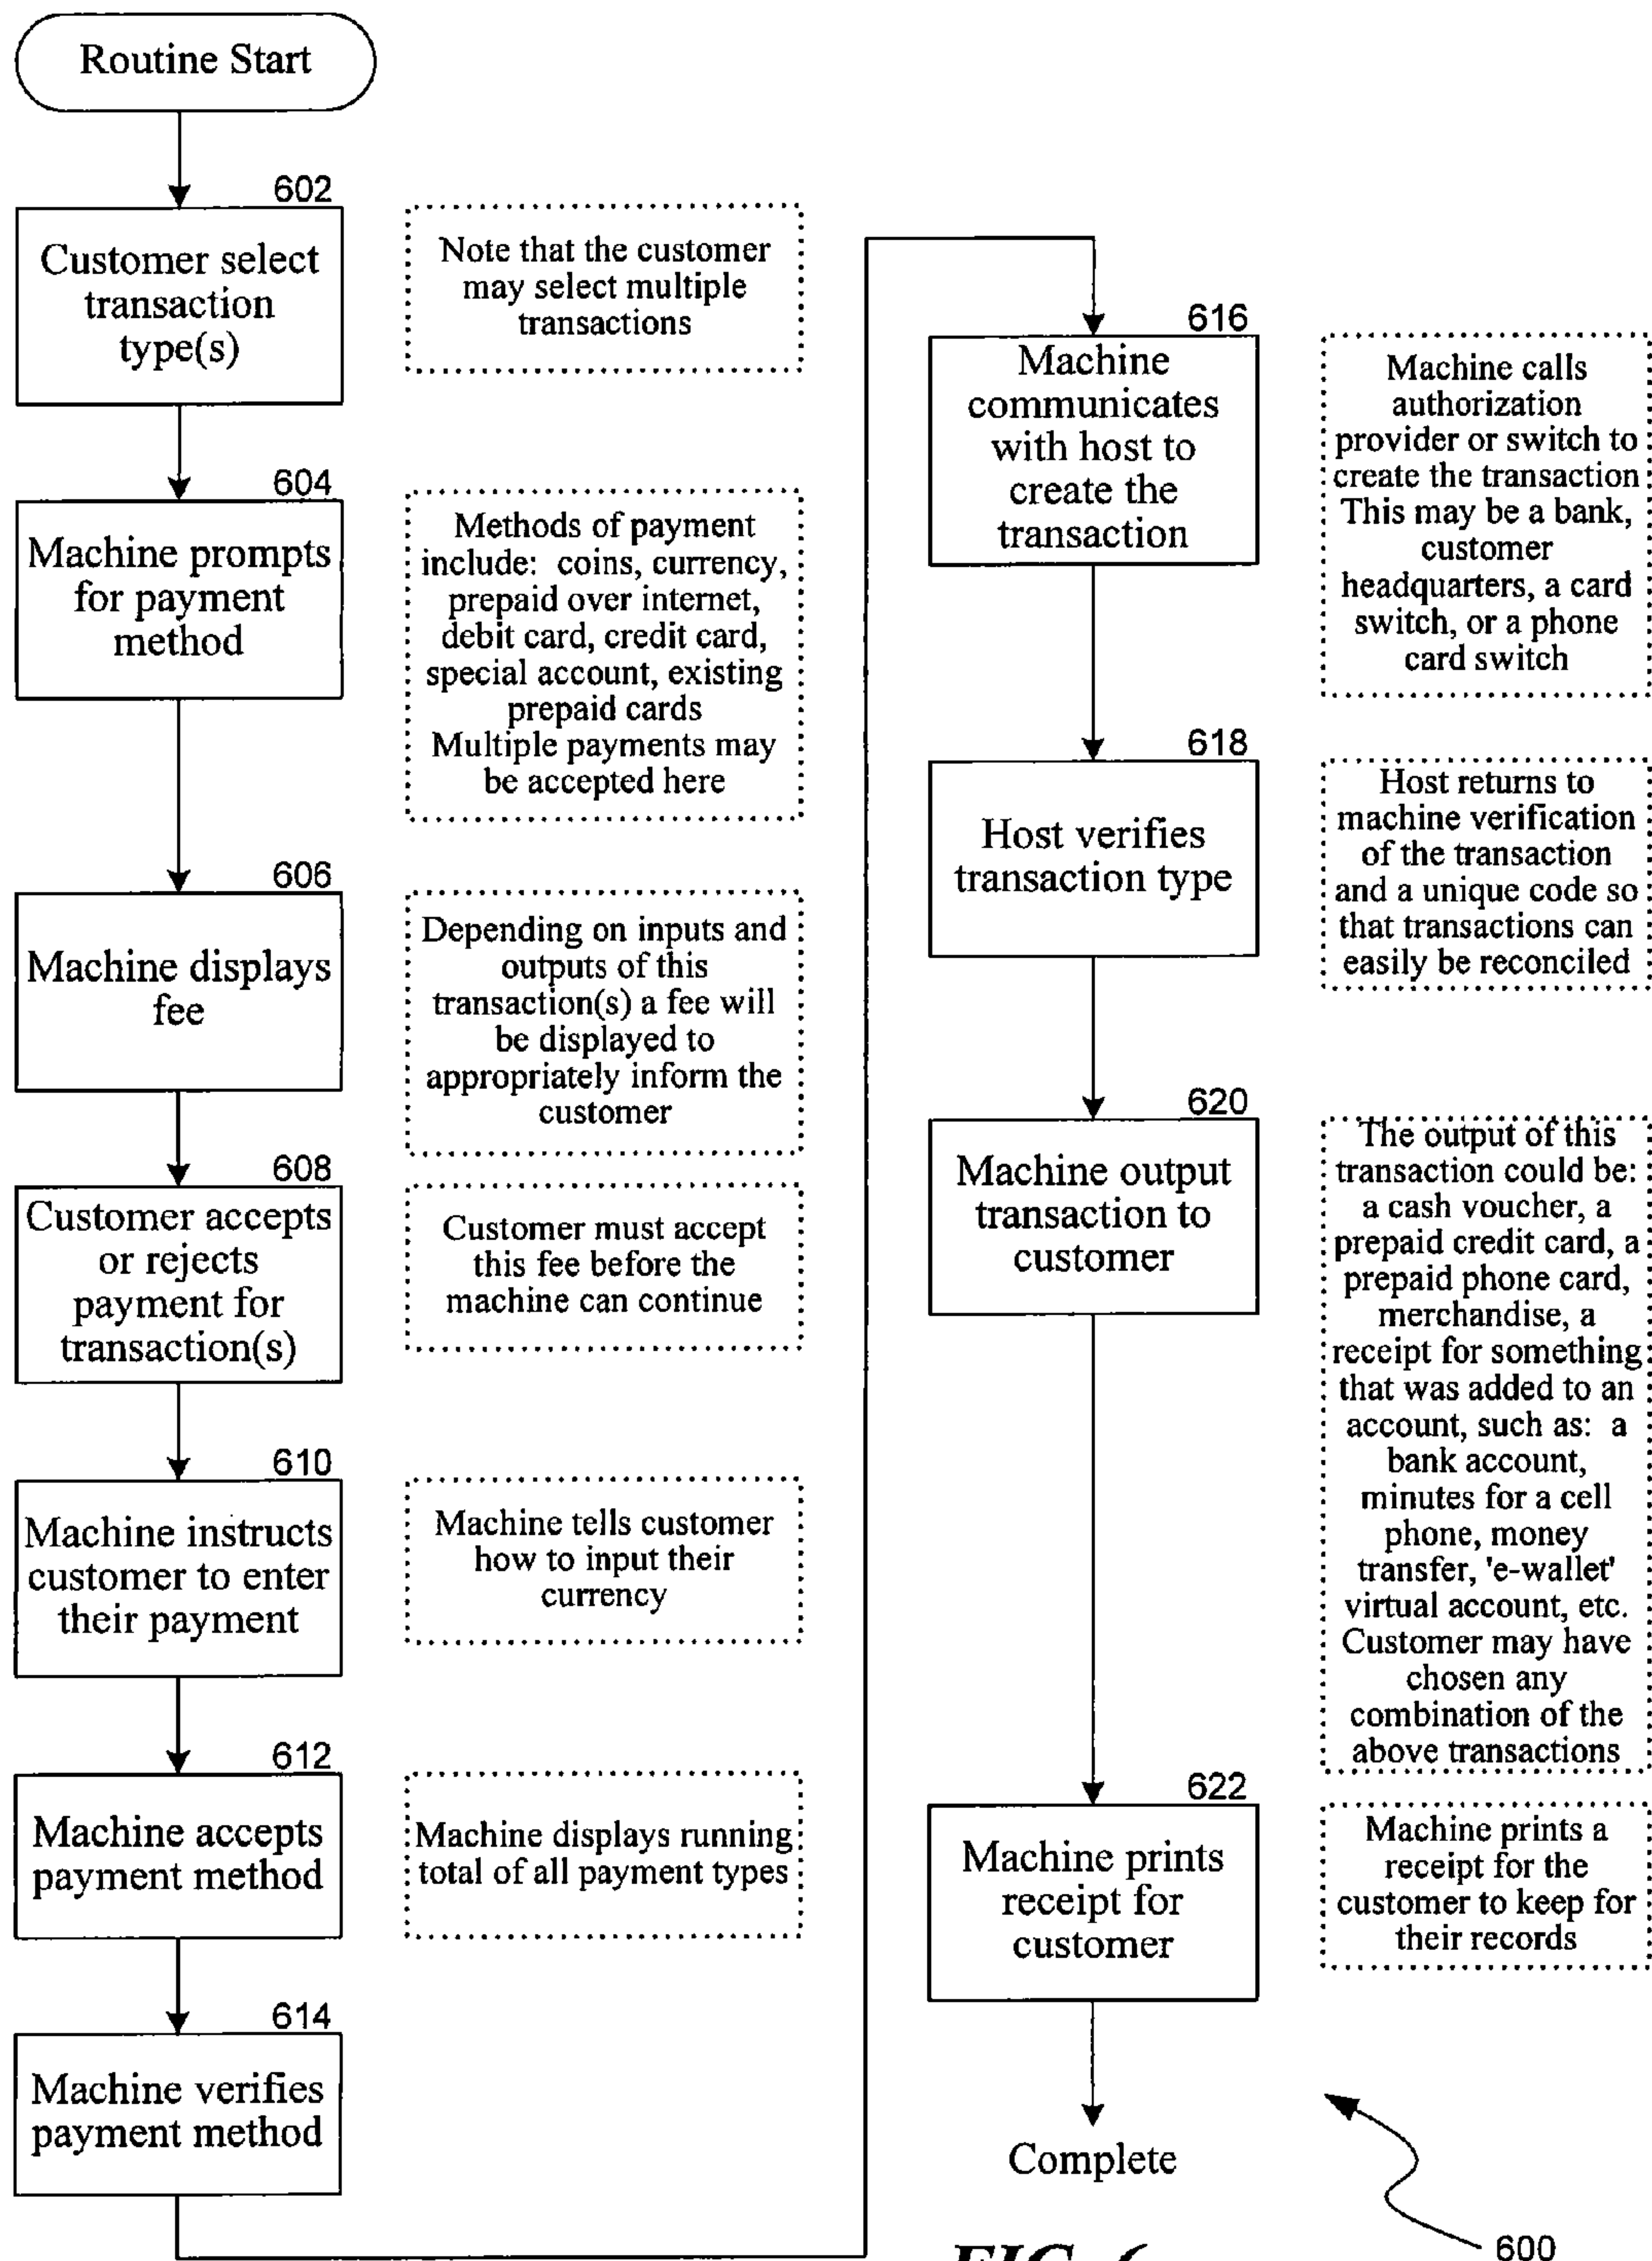 Routine Start
602
Customer select
transaction
type(s)
Note that the customer
may select multiple
transactions
604
Machine prompts
for payment
method
Methods of payment
include: coins, currency,
prepaid over internet,
debit card, credit card,
special account, existing
prepaid cards
Multiple payments may
be accepted here
606
Machine displays
fee
Depending on inputs and
outputs of this
transaction(s) a fee will
be displayed to
appropriately inform the
customer
608
Customer accepts
or rejects
payment for
transaction(s)
Customer must accept
this fee before the
machine can continue
610
Machine instructs
customer to enter
their payment
Machine tells customer
how to input their
currency
612
Machine accepts
payment method
Machine displays running
total of all payment types
614
Machine verifies
payment method
616
Machine
communicates
with host to
create the
transaction
Machine calls
authorization
provider or switch to
create the transaction
This may be a bank,
customer
headquarters, a card
switch, or a phone
card switch
618
Host verifies
transaction type
Host returns to
machine verification
of the transaction
and a unique code so
that transactions can
easily be reconciled
620
Machine output
transaction to
customer
The output of this
transaction could be:
a cash voucher, a
prepaid credit card, a
prepaid phone card,
merchandise, a
receipt for something
that was added to an
account, such as: a
bank account,
minutes for a cell
phone, money
transfer, 'e-wallet'
virtual account, etc.
Customer may have
chosen any
combination of the
above transactions
622
Machine prints
receipt for
customer
Machine prints a
receipt for the
customer to keep for
their records
Complete
600
FIG. 6